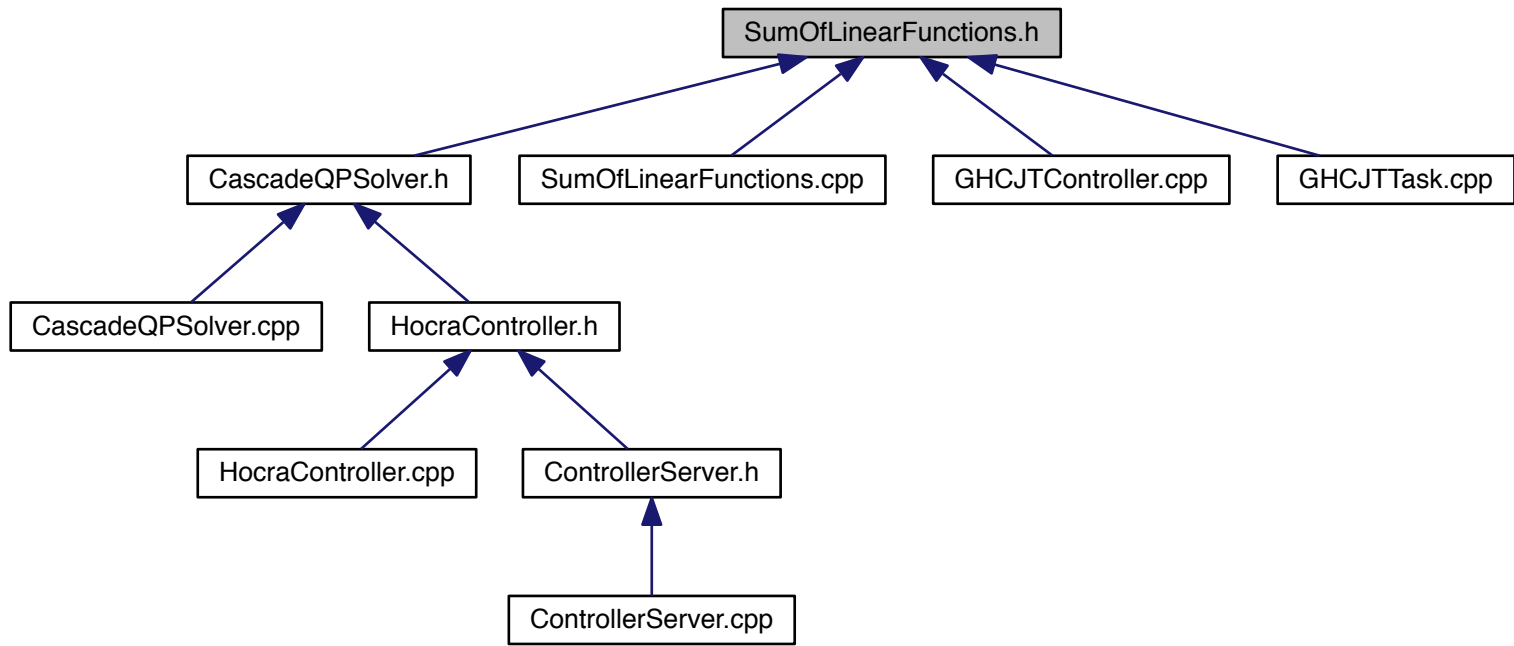 SumOfLinearFunctions.h
CascadeQPSolver.h
SumOfLinearFunctions.cpp
GHCJTController.cpp
GHCJTTask.cpp
CascadeQPSolver.cpp
HocraController.h
HocraController.cpp
ControllerServer.h
ControllerServer.cpp